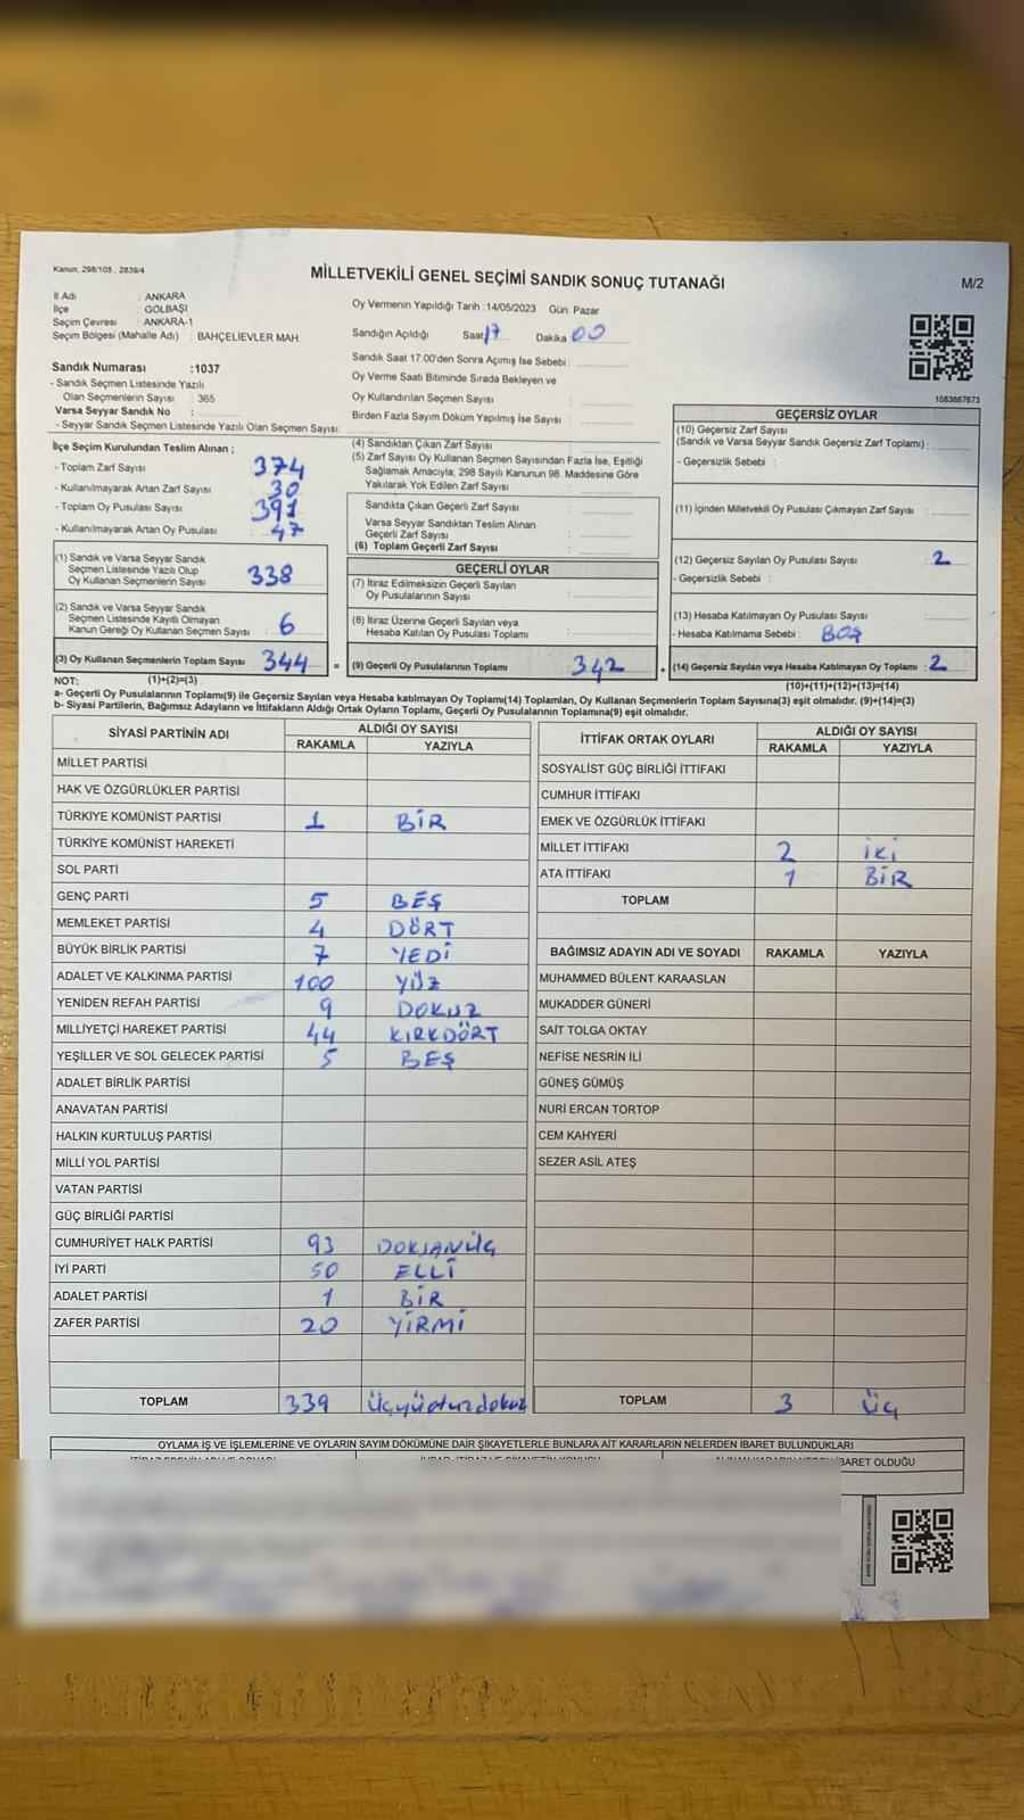 Kanun: 298/105 , 2839/4
MİLLETVEKİLİ GENEL SEÇİMİ SANDIK SONUÇ TUTANAĞI
M/2
İl Adı : ANKARA
İlçe : GÖLBAŞI
Seçim Çevresi : ANKARA-1
Seçim Bölgesi (Mahalle Adı) : BAHÇELİEVLER MAH.
Oy Vermenin Yapıldığı Tarih :14/05/2023 Gün: Pazar
Sandığın Açıldığı Saat 17 Dakika 00
Sandık Saat 17:00'den Sonra Açımış İse Sebebi :
Oy Verme Saati Bitiminde Sırada Bekleyen ve
Oy Kullandırılan Seçmen Sayısı :
Birden Fazla Sayım Döküm Yapılmış İse Sayısı :
Sandık Numarası :1037
- Sandık Seçmen Listesinde Yazılı
Olan Seçmenlerin Sayısı : 365
Varsa Seyyar Sandık No :
- Seyyar Sandık Seçmen Listesinde Yazılı Olan Seçmen Sayısı:
1083667673
İlçe Seçim Kurulundan Teslim Alınan ;
- Toplam Zarf Sayısı 374
- Kullanılmayarak Artan Zarf Sayısı 30
- Toplam Oy Pusulası Sayısı 391
- Kullanılmayarak Artan Oy Pusulası 47
(1) Sandık ve Varsa Seyyar Sandık
Seçmen Listesinde Yazılı Olup
Oy Kullanan Seçmenlerin Sayısı 338
(2) Sandık ve Varsa Seyyar Sandık
Seçmen Listesinde Kayıtlı Olmayan
Kanun Gereği Oy Kullanan Seçmen Sayısı : 6
(3) Oy Kullanan Seçmenlerin Toplam Sayısı 344
(4) Sandıktan Çıkan Zarf Sayısı
(5) Zarf Sayısı Oy Kullanan Seçmen Sayısından Fazla İse, Eşitliği
Sağlamak Amacıyla, 298 Sayılı Kanunun 98. Maddesine Göre
Yakılarak Yok Edilen Zarf Sayısı :
Sandıkta Çıkan Geçerli Zarf Sayısı :
Varsa Seyyar Sandıktan Teslim Alınan
Geçerli Zarf Sayısı :
(6) Toplam Geçerli Zarf Sayısı :
GEÇERLİ OYLAR
(7) İtiraz Edilmeksizin Geçerli Sayılan
Oy Pusulalarının Sayısı :
(8) İtiraz Üzerine Geçerli Sayılan veya
Hesaba Katılan Oy Pusulası Toplamı :
= (9) Geçerli Oy Pusulalarının Toplamı : 342
GEÇERSİZ OYLAR
(10) Geçersiz Zarf Sayısı
(Sandık ve Varsa Seyyar Sandık Geçersiz Zarf Toplamı) :
- Geçersizlik Sebebi :
(11) İçinden Milletvekili Oy Pusulası Çıkmayan Zarf Sayısı :
(12) Geçersiz Sayılan Oy Pusulası Sayısı : 2
- Geçersizlik Sebebi :
(13) Hesaba Katılmayan Oy Pusulası Sayısı :
- Hesaba Katılmama Sebebi : BOŞ
+ (14) Geçersiz Sayılan veya Hesaba Katılmayan Oy Toplamı : 2
NOT: (1)+(2)=(3)
(10)+(11)+(12)+(13)=(14)
a- Geçerli Oy Pusulalarının Toplamı(9) ile Geçersiz Sayılan veya Hesaba katılmayan Oy Toplamı(14) Toplamları, Oy Kullanan Seçmenlerin Toplam Sayısına(3) eşit olmalıdır. (9)+(14)=(3)
b- Siyasi Partilerin, Bağımsız Adayların ve İttifakların Aldığı Ortak Oyların Toplamı, Geçerli Oy Pusulalarının Toplamına(9) eşit olmalıdır.
SİYASİ PARTİNİN ADI ALDIĞI OY SAYISI
RAKAMLA YAZIYLA
MİLLET PARTİSİ
HAK VE ÖZGÜRLÜKLER PARTİSİ
TÜRKİYE KOMÜNİST PARTİSİ 1 BİR
TÜRKİYE KOMÜNİST HAREKETİ
SOL PARTİ
GENÇ PARTİ 5 BEŞ
MEMLEKET PARTİSİ 4 DÖRT
BÜYÜK BİRLİK PARTİSİ 7 YEDİ
ADALET VE KALKINMA PARTİSİ 100 YÜZ
YENİDEN REFAH PARTİSİ 9 DOKUZ
MİLLİYETÇİ HAREKET PARTİSİ 44 KIRKDÖRT
YEŞİLLER VE SOL GELECEK PARTİSİ 5 BEŞ
ADALET BİRLİK PARTİSİ
ANAVATAN PARTİSİ
HALKIN KURTULUŞ PARTİSİ
MİLLİ YOL PARTİSİ
VATAN PARTİSİ
GÜÇ BİRLİĞİ PARTİSİ
CUMHURİYET HALK PARTİSİ 93 DOKSANÜÇ
İYİ PARTİ 50 ELLİ
ADALET PARTİSİ 1 BİR
ZAFER PARTİSİ 20 YİRMİ
TOPLAM 339 üçyüotuzdokuz
İTTİFAK ORTAK OYLARI ALDIĞI OY SAYISI
RAKAMLA YAZIYLA
SOSYALİST GÜÇ BİRLİĞİ İTTİFAKI
CUMHUR İTTİFAKI
EMEK VE ÖZGÜRLÜK İTTİFAKI
MİLLET İTTİFAKI 2 İKİ
ATA İTTİFAKI 1 BİR
TOPLAM
BAĞIMSIZ ADAYIN ADI VE SOYADI RAKAMLA YAZIYLA
MUHAMMED BÜLENT KARAASLAN
MUKADDER GÜNERİ
SAİT TOLGA OKTAY
NEFİSE NESRİN İLİ
GÜNEŞ GÜMÜŞ
NURİ ERCAN TORTOP
CEM KAHYERİ
SEZER ASİL ATEŞ
TOPLAM 3 üç
OYLAMA İŞ VE İŞLEMLERİNE VE OYLARIN SAYIM DÖKÜMÜNE DAİR ŞİKAYETLERLE BUNLARA AİT KARARLARIN NELERDEN İBARET BULUNDUKLARI
İBARET OLDUĞU